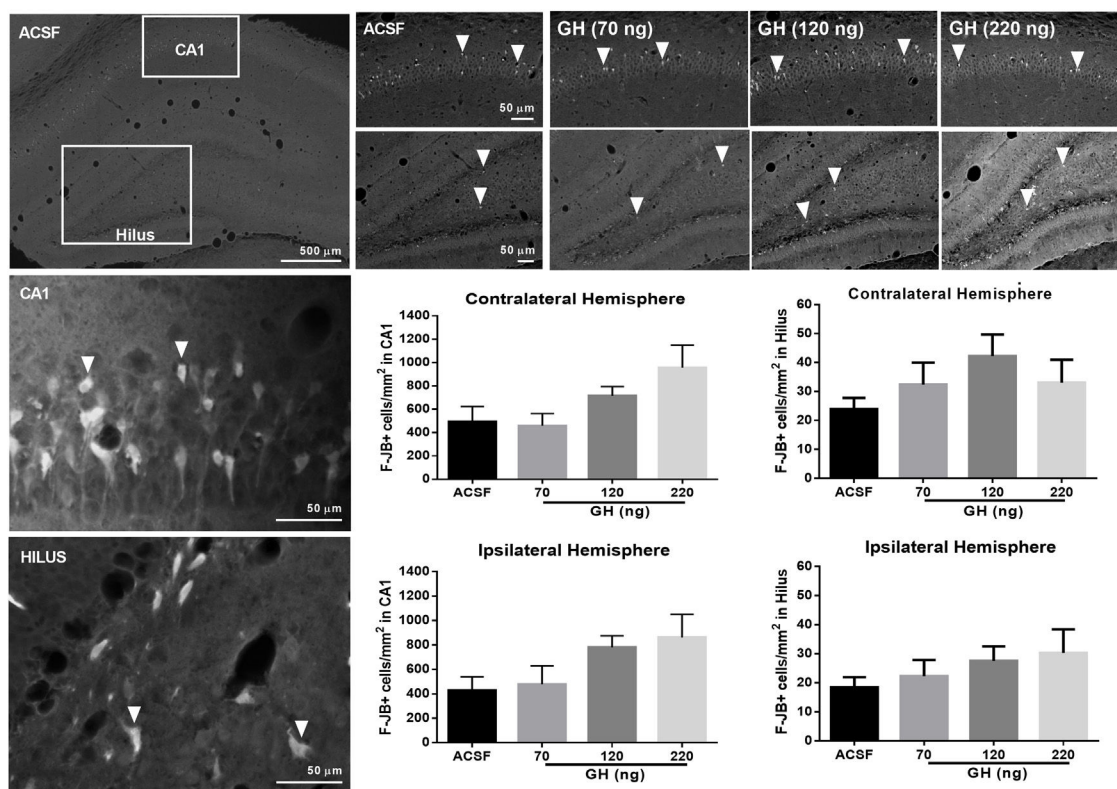 ACSF
CA1
Hilus
500 μm
ACSF
GH (70 ng)
GH (120 ng)
GH (220 ng)
50 μm
50 μm
CA1
50 μm
HILUS
50 μm
Contralateral Hemisphere
F-JB+ cells/mm² in CA1
1400
1200
1000
800
600
400
200
0
ACSF
70
120
220
GH (ng)
Contralateral Hemisphere
F-JB+ cells/mm² in Hilus
60
50
40
30
20
10
0
ACSF
70
120
220
GH (ng)
Ipsilateral Hemisphere
F-JB+ cells/mm² in CA1
1400
1200
1000
800
600
400
200
0
ACSF
70
120
220
GH (ng)
Ipsilateral Hemisphere
F-JB+ cells/mm² in Hilus
60
50
40
30
20
10
0
ACSF
70
120
220
GH (ng)